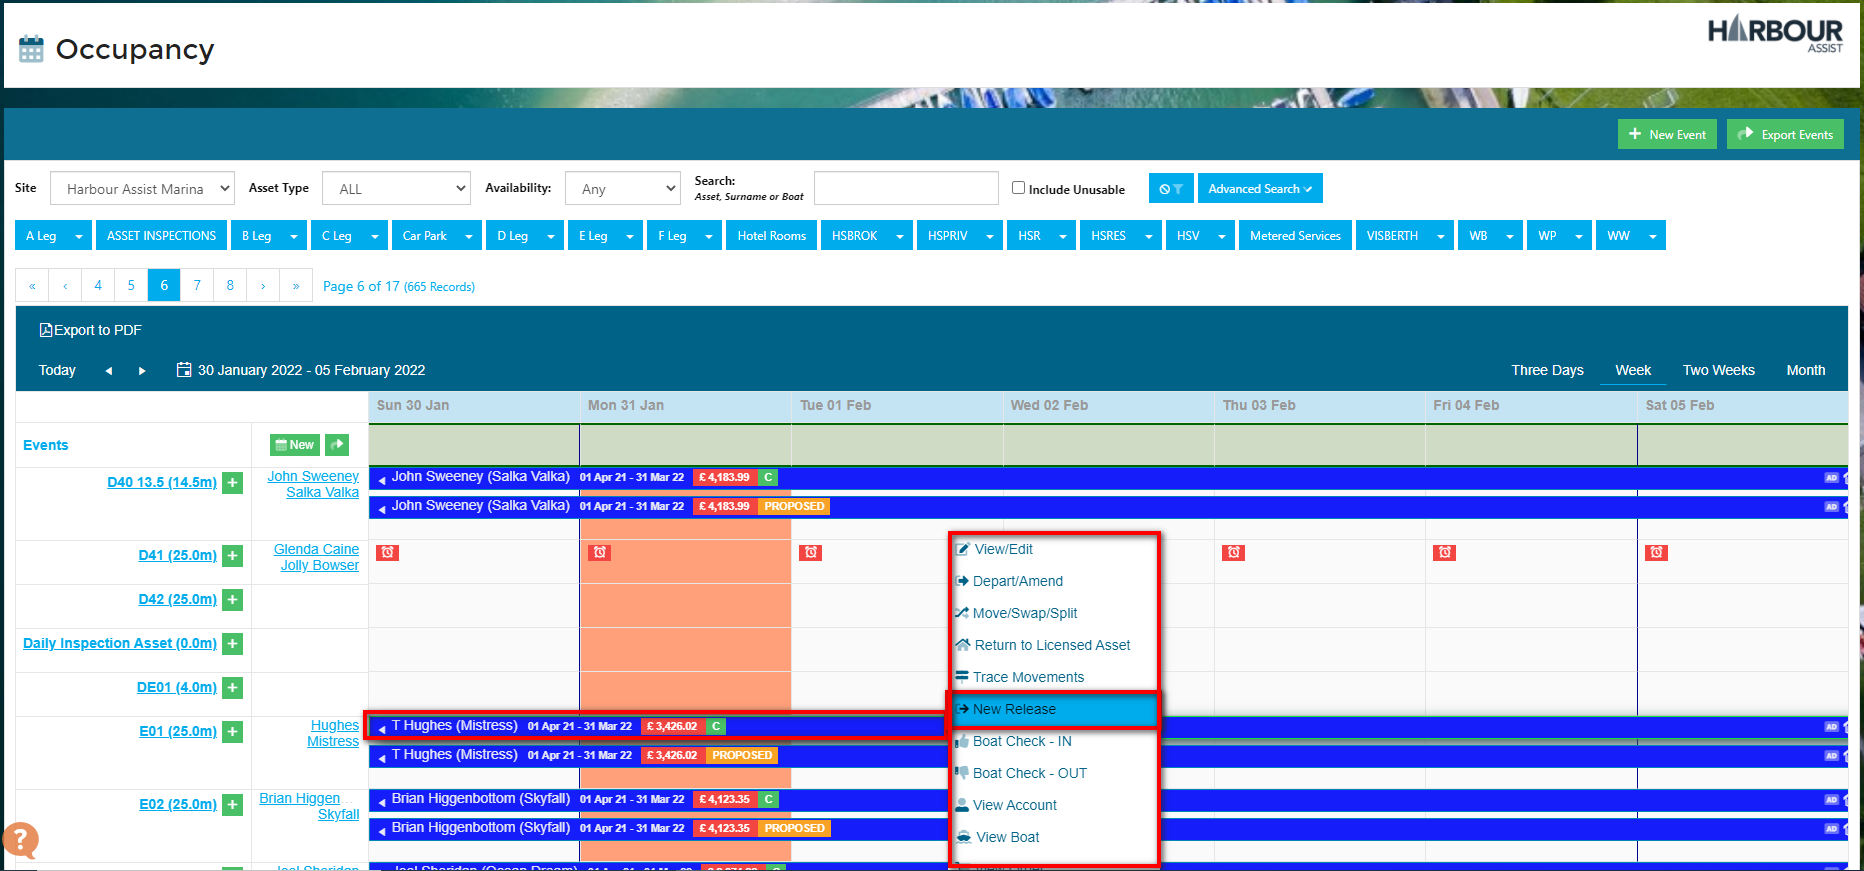 Occupancy
HARBOUR
ASSIST
New Event
Export Events
Site
Harbour Assist Marina
Asset Type
ALL
Availability:
Any
Search:
Asset, Surname or Boat
Include Unusable
Advanced Search
A Leg
ASSET INSPECTIONS
B Leg
C Leg
Car Park
D Leg
E Leg
F Leg
Hotel Rooms
HSBROK
HSPRIV
HSR
HSRES
HSV
Metered Services
VISBERTH
WB
WP
WW
« ‹ 4 5 6 7 8 › » Page 6 of 17 (665 Records)
Export to PDF
Today 30 January 2022 - 05 February 2022
Three Days Week Two Weeks Month
Sun 30 Jan Mon 31 Jan Tue 01 Feb Wed 02 Feb Thu 03 Feb Fri 04 Feb Sat 05 Feb
Events New
D40 13.5 (14.5m) +
John Sweeney
Salka Valka
John Sweeney (Salka Valka) 01 Apr 21 - 31 Mar 22 £ 4,183.99 C AD
John Sweeney (Salka Valka) 01 Apr 21 - 31 Mar 22 £ 4,183.99 PROPOSED AD
D41 (25.0m) +
Glenda Caine
Jolly Bowser
D42 (25.0m) +
Daily Inspection Asset (0.0m) +
DE01 (4.0m) +
E01 (25.0m) +
Hughes
Mistress
T Hughes (Mistress) 01 Apr 21 - 31 Mar 22 £ 3,426.02 C AD
T Hughes (Mistress) 01 Apr 21 - 31 Mar 22 £ 3,426.02 PROPOSED AD
E02 (25.0m) +
Brian Higgen...
Skyfall
Brian Higgenbottom (Skyfall) 01 Apr 21 - 31 Mar 22 £ 4,123.35 C AD
Brian Higgenbottom (Skyfall) 01 Apr 21 - 31 Mar 22 £ 4,123.35 PROPOSED AD
View/Edit
Depart/Amend
Move/Swap/Split
Return to Licensed Asset
Trace Movements
New Release
Boat Check - IN
Boat Check - OUT
View Account
View Boat
?